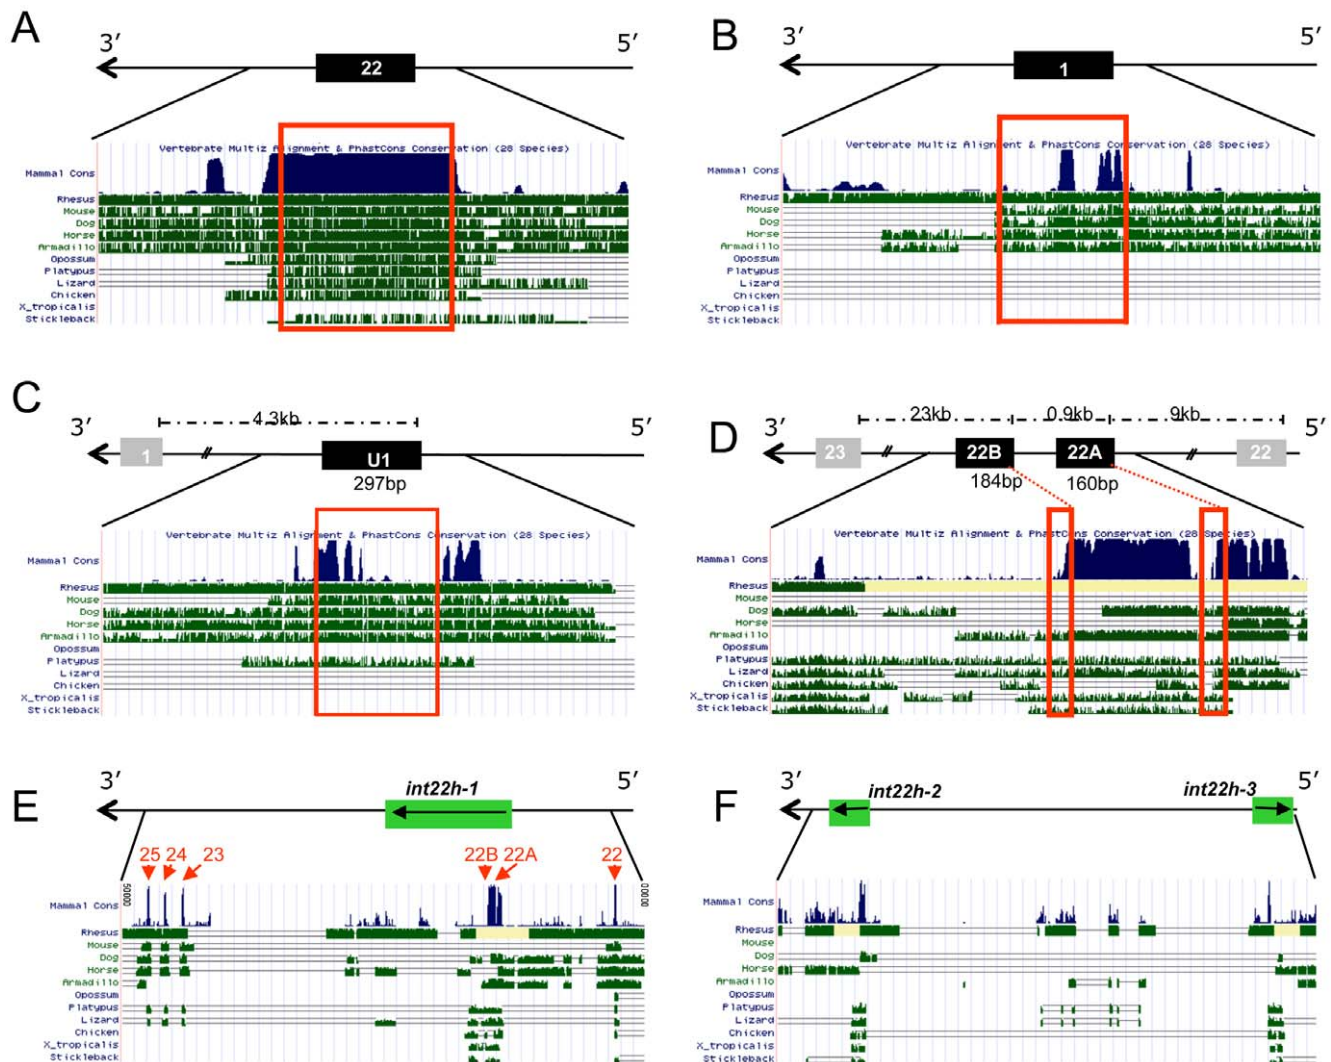 A
3′
5′
22
Vertebrate Multiz Alignment & PhastCons Conservation (28 Species)
Mammal Cons
Rhesus
Mouse
Dog
Horse
Armadillo
Opossum
Platypus
Lizard
Chicken
X_tropicalis
Stickleback
B
3′
5′
1
Vertebrate Multiz Alignment & PhastCons Conservation (28 Species)
Mammal Cons
Rhesus
Mouse
Dog
Horse
Armadillo
Opossum
Platypus
Lizard
Chicken
X_tropicalis
Stickleback
C
4.3kb
3′
5′
1
U1
297bp
Vertebrate Multiz Alignment & PhastCons Conservation (28 Species)
Mammal Cons
Rhesus
Mouse
Dog
Horse
Armadillo
Opossum
Platypus
Lizard
Chicken
X_tropicalis
Stickleback
D
23kb 0.9kb 9kb
3′
5′
23 22B 22A 22
184bp 160bp
Vertebrate Multiz Alignment & PhastCons Conservation (28 Species)
Mammal Cons
Rhesus
Mouse
Dog
Horse
Armadillo
Opossum
Platypus
Lizard
Chicken
X_tropicalis
Stickleback
E
3′
5′
int22h-1
25 24 23 22B 22A 22
Mammal Cons
Rhesus
Mouse
Dog
Horse
Armadillo
Opossum
Platypus
Lizard
Chicken
X_tropicalis
Stickleback
F
3′
5′
int22h-2
int22h-3
Mammal Cons
Rhesus
Mouse
Dog
Horse
Armadillo
Opossum
Platypus
Lizard
Chicken
X_tropicalis
Stickleback